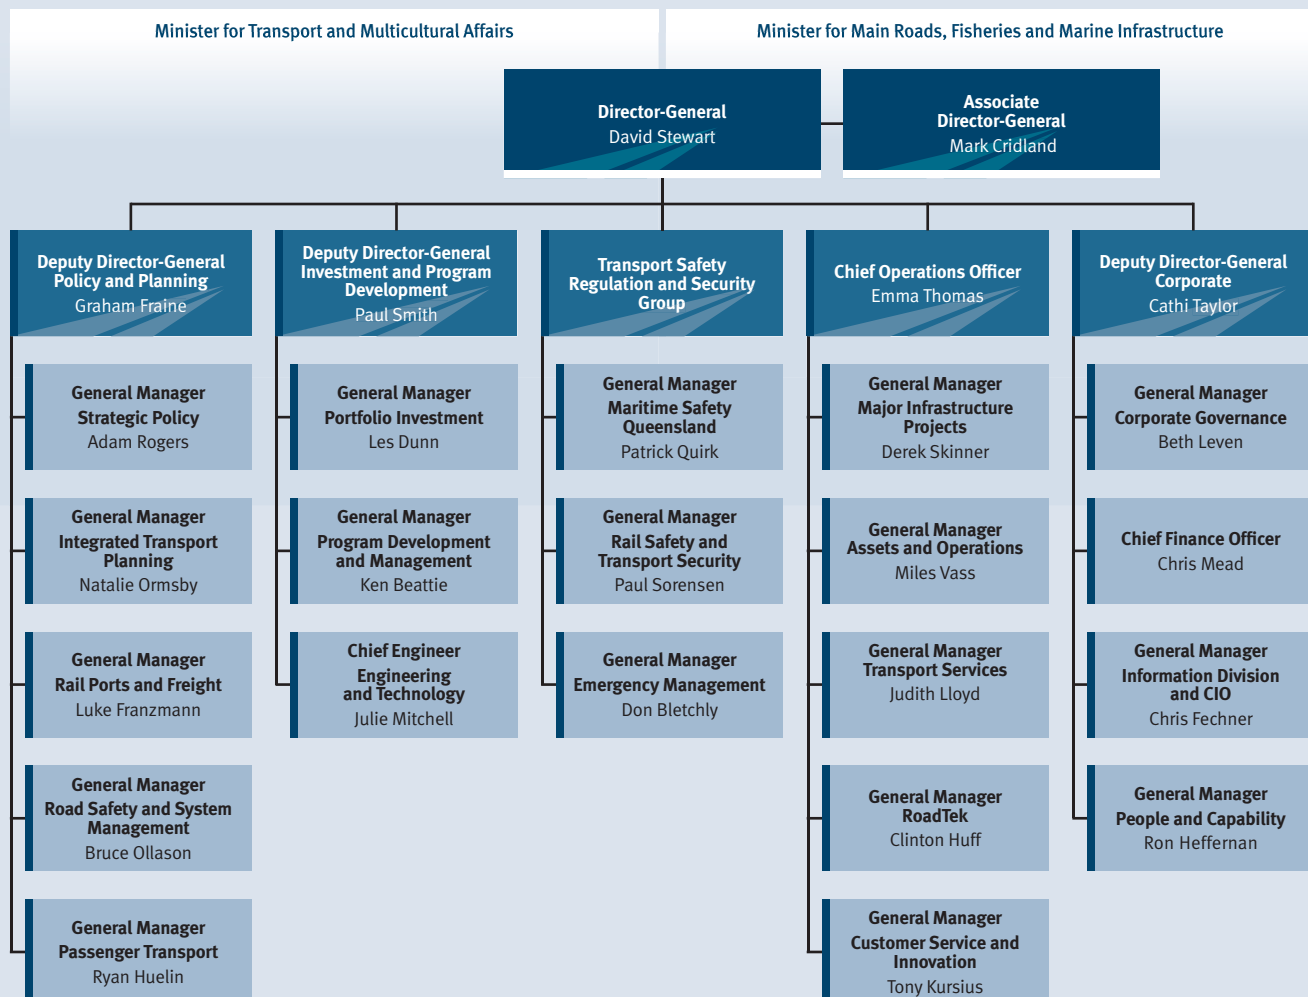 Minister for Transport and Multicultural Affairs
Minister for Main Roads, Fisheries and Marine Infrastructure
Director-General
David Stewart
Associate
Director-General
Mark Cridland
Deputy Director-General
Policy and Planning
Graham Fraine
Deputy Director-General
Investment and Program
Development
Paul Smith
Transport Safety
Regulation and Security
Group
Chief Operations Officer
Emma Thomas
Deputy Director-General
Corporate
Cathi Taylor
General Manager
Strategic Policy
Adam Rogers
General Manager
Integrated Transport
Planning
Natalie Ormsby
General Manager
Rail Ports and Freight
Luke Franzmann
General Manager
Road Safety and System
Management
Bruce Ollason
General Manager
Passenger Transport
Ryan Huelin
General Manager
Portfolio Investment
Les Dunn
General Manager
Program Development
and Management
Ken Beattie
Chief Engineer
Engineering
and Technology
Julie Mitchell
General Manager
Maritime Safety
Queensland
Patrick Quirk
General Manager
Rail Safety and
Transport Security
Paul Sorensen
General Manager
Emergency Management
Don Bletchly
General Manager
Major Infrastructure
Projects
Derek Skinner
General Manager
Assets and Operations
Miles Vass
General Manager
Transport Services
Judith Lloyd
General Manager
RoadTek
Clinton Huff
General Manager
Customer Service and
Innovation
Tony Kursius
General Manager
Corporate Governance
Beth Leven
Chief Finance Officer
Chris Mead
General Manager
Information Division
and CIO
Chris Fechner
General Manager
People and Capability
Ron Heffernan